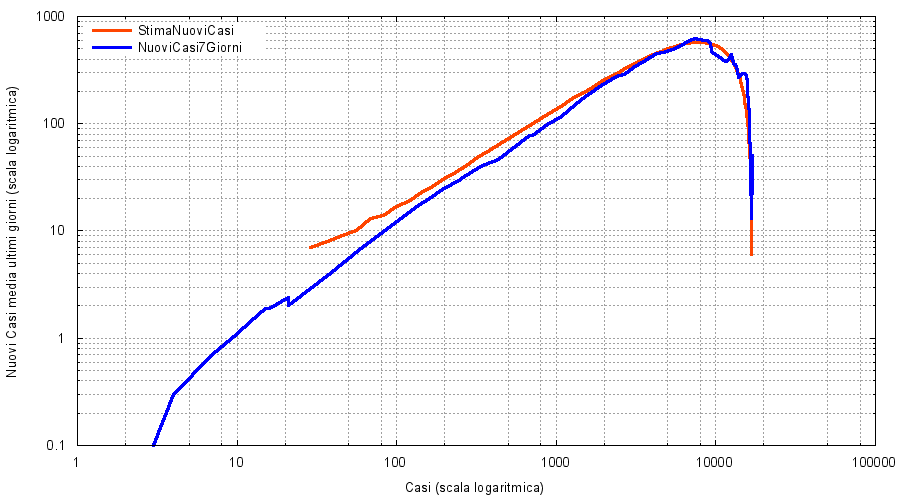 1000
StimaNuoviCasi
NuoviCasi7Giorni
100
10
1
0.1
1
10
100
1000
10000
100000
Nuovi Casi media ultimi giorni (scala logaritmica)
Casi (scala logaritmica)